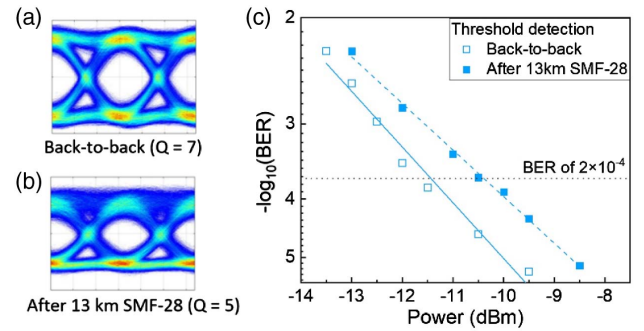 (a)
Back-to-back (Q = 7)
(b)
After 13 km SMF-28 (Q = 5)
(c)
-log10(BER)
2
3
4
5
Threshold detection
Back-to-back
After 13km SMF-28
BER of 2×10⁻⁴
-14 -13 -12 -11 -10 -9 -8
Power (dBm)